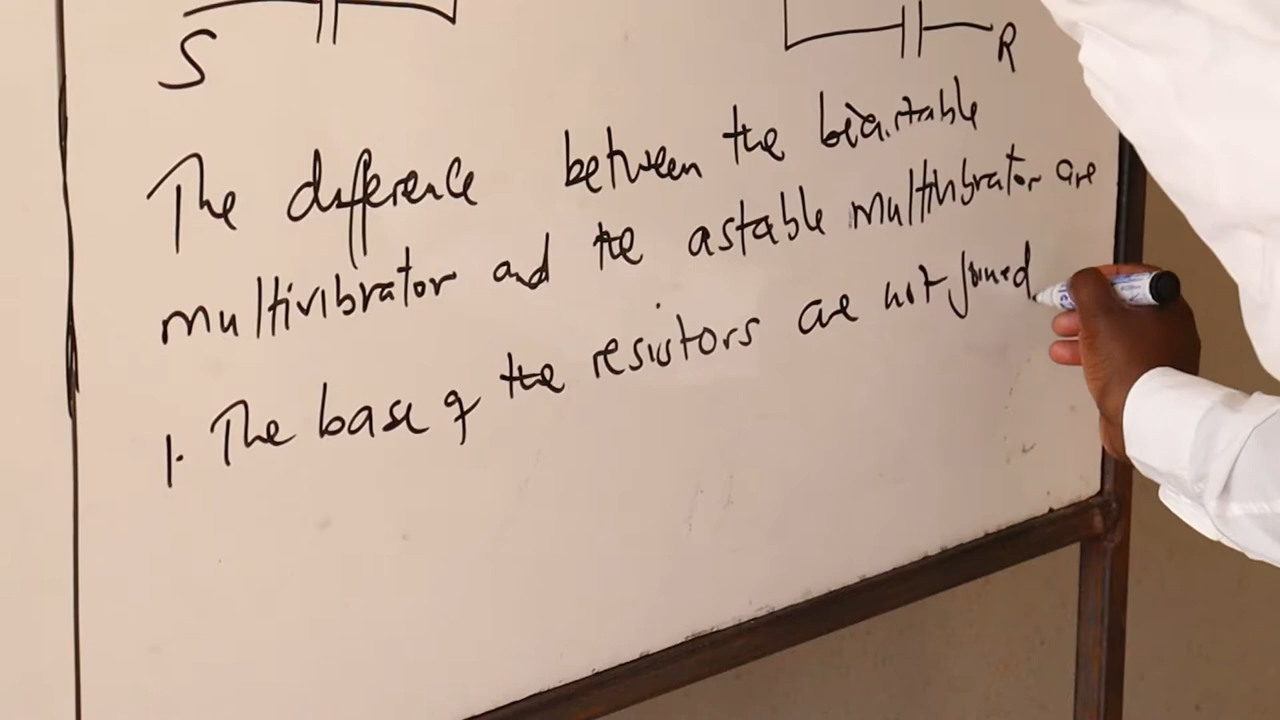 S
R
The difference between the biastable
multivibrator and the astable multivibrator are
1. The base of the resistors are not joined